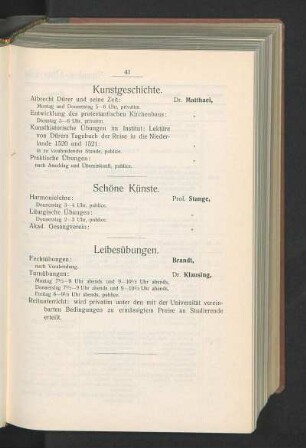 41
Kunstgeschichte.
Albrecht Dürer und seine Zeit: Dr. Matthaei,
Montag und Donnerstag 5—6 Uhr, privatim.
Entwicklung des protestantischen Kirchenbaus: „
Dienstag 5—6 Uhr, privatim.
Kunsthistorische Übungen im Institut: Lektüre
von Dürers Tagebuch der Reise in die Nieder-
lande 1520 und 1521: „
in zu verabredender Stunde, publice.
Praktische Übungen: „
nach Anschlag und Übereinkunft, publice.
Schöne Künste.
Harmonielehre: Prof. Stange,
Donnerstag 3—4 Uhr, publice.
Liturgische Übungen: „
Donnerstag 2—3 Uhr, publice.
Akad. Gesangverein: „
Leibesübungen.
Fechtübungen: Brandt,
nach Verabredung.
Turnübungen: Dr. Klausing,
Montag 7½—8 Uhr abends und 9—10½ Uhr abends,
Donnerstag 7½—9 Uhr abends und 9—10½ Uhr abends,
Freitag 8—9½ Uhr abends, publice.
Reitunterricht: wird privatim unter den mit der Universität verein-
barten Bedingungen zu ermässigtem Preise an Studierende
erteilt.